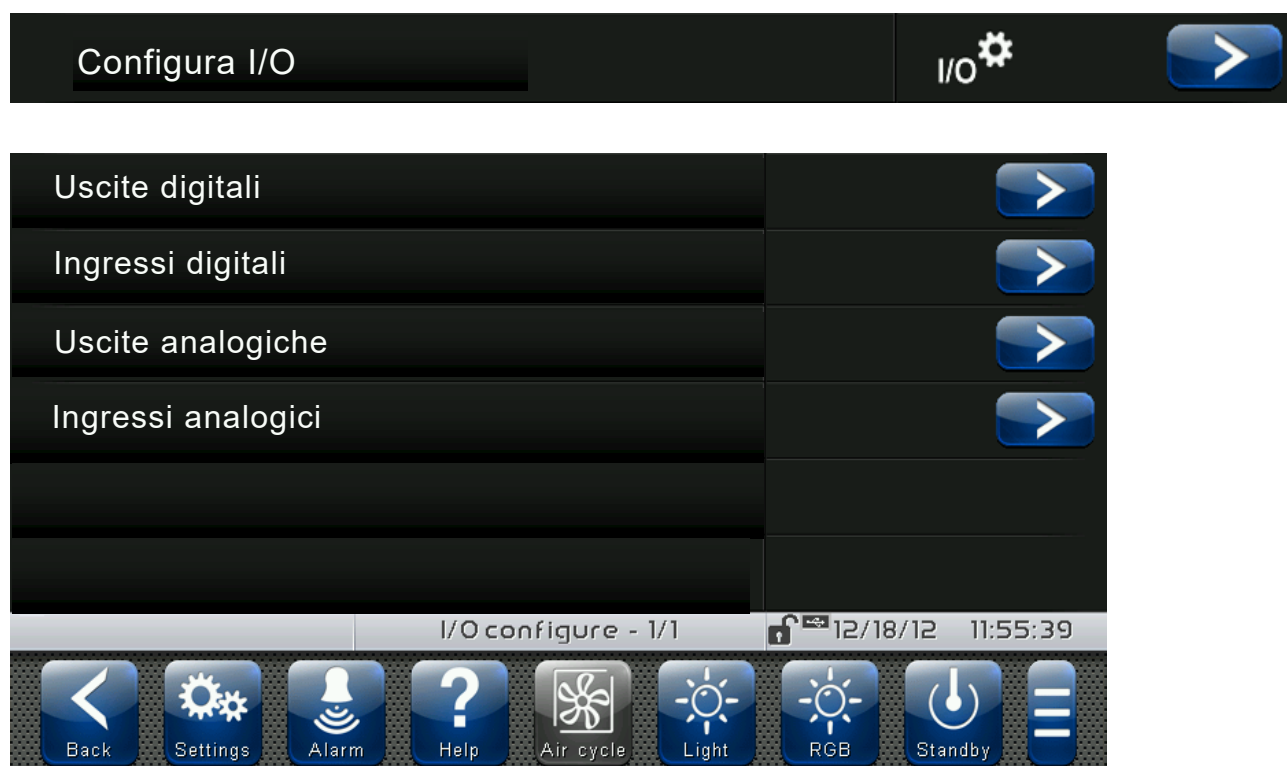 Configura I/O
I/O
Uscite digitali
Ingressi digitali
Uscite analogiche
Ingressi analogici
I/O configure - 1/1 12/18/12 11:55:39
Back Settings Alarm Help Air cycle Light RGB Standby